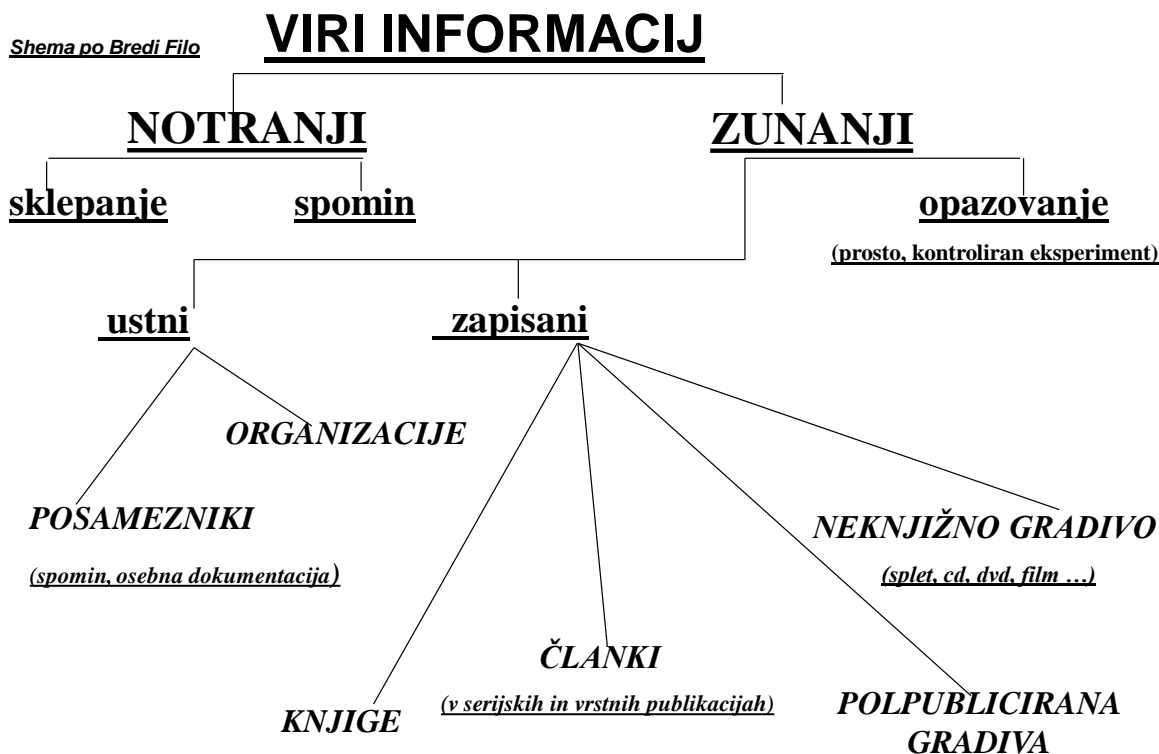 Shema po Bredi Filo
VIRI INFORMACIJ
NOTRANJI
ZUNANJI
sklepanje
spomin
opazovanje
(prosto, kontroliran eksperiment)
ustni
zapisani
ORGANIZACIJE
POSAMEZNIKI
(spomin, osebna dokumentacija)
NEKNJIŽNO GRADIVO
(splet, cd, dvd, film …)
ČLANKI
(v serijskih in vrstnih publikacijah)
KNJIGE
POLPUBLICIRANA
GRADIVA